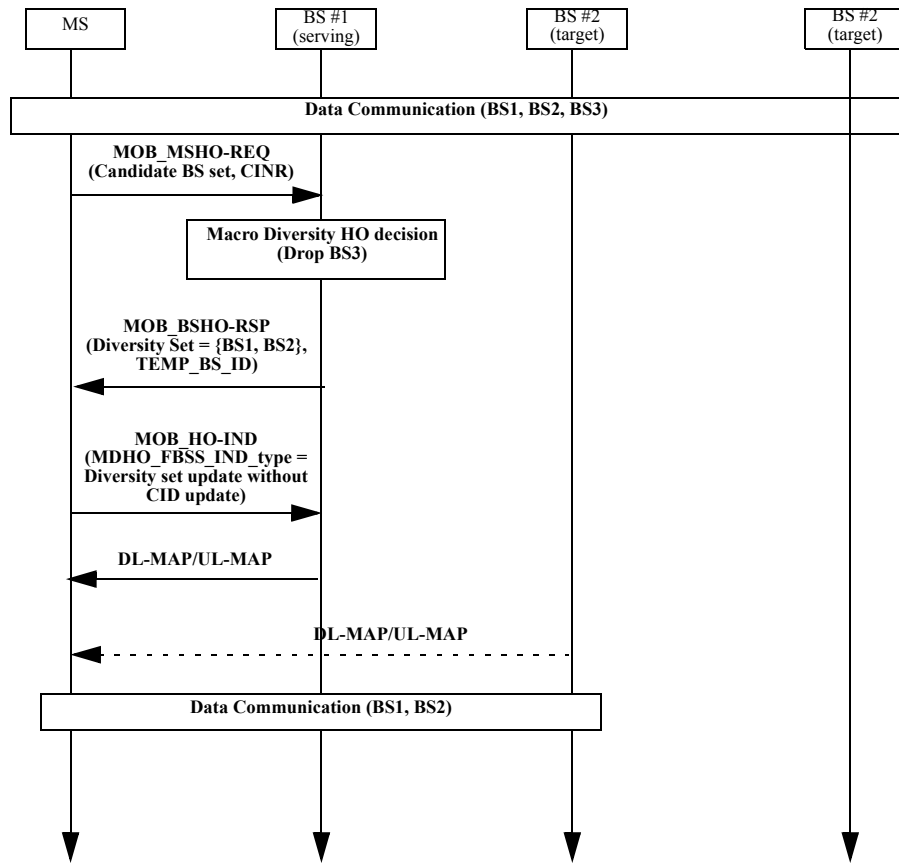 MS
BS #1
(serving)
BS #2
(target)
BS #2
(target)
Data Communication (BS1, BS2, BS3)
MOB_MSHO-REQ
(Candidate BS set, CINR)
Macro Diversity HO decision
(Drop BS3)
MOB_BSHO-RSP
(Diversity Set = {BS1, BS2},
TEMP_BS_ID)
MOB_HO-IND
(MDHO_FBSS_IND_type =
Diversity set update without
CID update)
DL-MAP/UL-MAP
DL-MAP/UL-MAP
Data Communication (BS1, BS2)